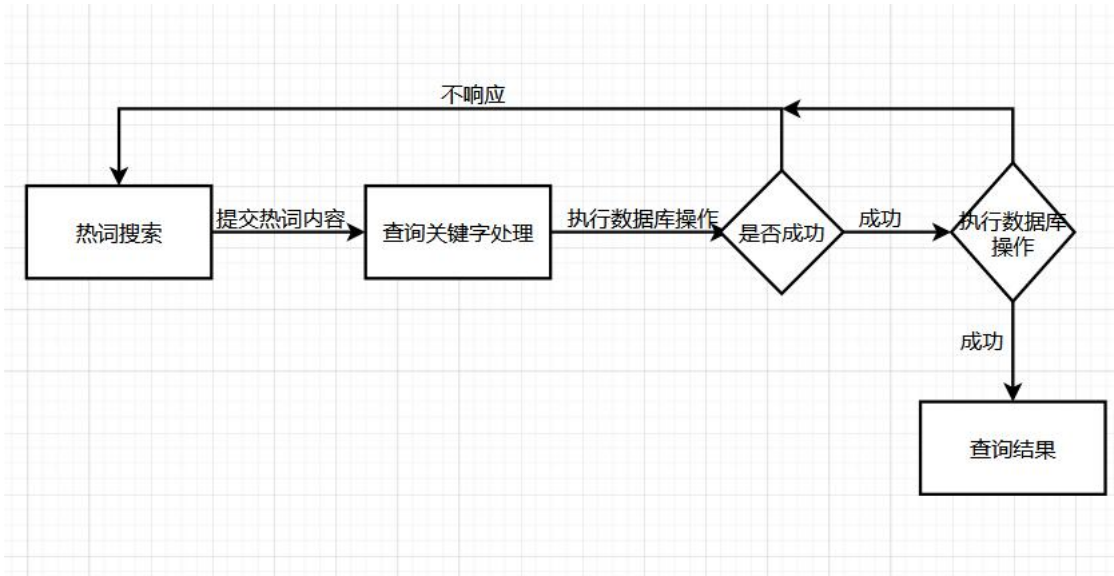 不响应
热词搜索
提交热词内容
查询关键字处理
执行数据库操作
是否成功
成功
执行数据库
操作
成功
查询结果